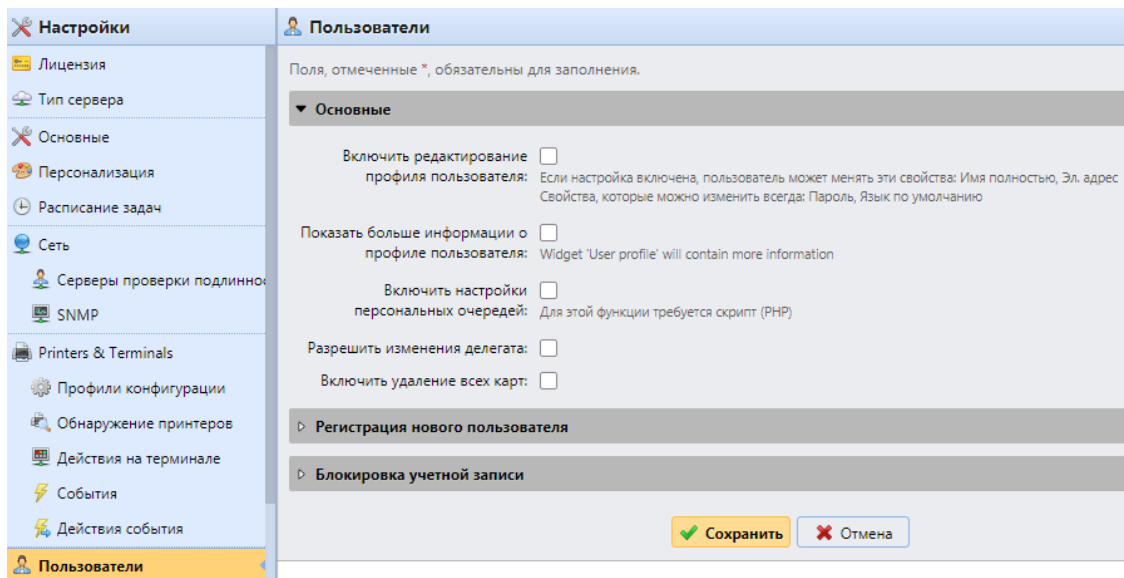 Настройки
Лицензия
Тип сервера
Основные
Персонализация
Расписание задач
Сеть
Серверы проверки подлиннос
SNMP
Printers & Terminals
Профили конфигурации
Обнаружение принтеров
Действия на терминале
События
Действия события
Пользователи
Пользователи
Поля, отмеченные *, обязательны для заполнения.
Основные
Включить редактирование
профиля пользователя:
Если настройка включена, пользователь может менять эти свойства: Имя полностью, Эл. адрес
Свойства, которые можно изменить всегда: Пароль, Язык по умолчанию
Показать больше информации о
профиле пользователя:
Widget 'User profile' will contain more information
Включить настройки
персональных очередей:
Для этой функции требуется скрипт (PHP)
Разрешить изменения делегата:
Включить удаление всех карт:
Регистрация нового пользователя
Блокировка учетной записи
Сохранить
Отмена